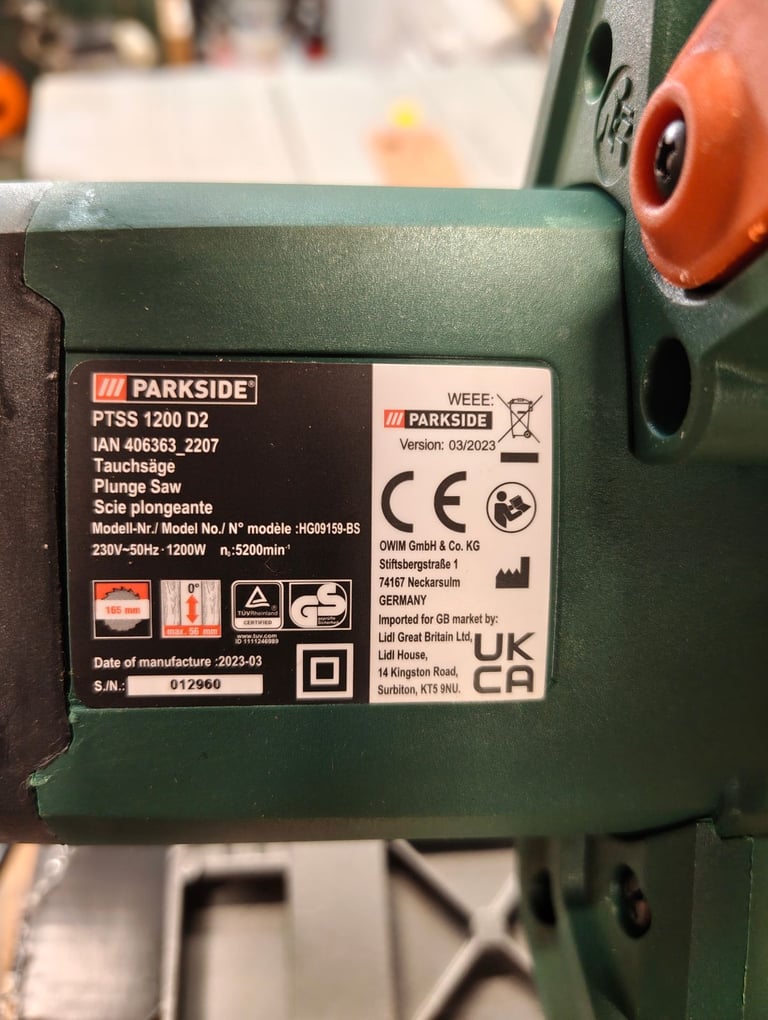 PARKSIDE®
PTSS 1200 D2
IAN 406363_2207
Tauchsäge
Plunge Saw
Scie plongeante
Modell-Nr./ Model No./ N° modèle :HG09159-BS
230V~50Hz · 1200W n₀:5200min⁻¹
165 mm
0°
max. 56 mm
TÜVRheinland
CERTIFIED
www.tuv.com
ID 1111246989
GS
geprüfte
Sicherheit
Date of manufacture :2023-03
S./N.: 012960
WEEE:
PARKSIDE
Version: 03/2023
CE
OWIM GmbH & Co. KG
Stiftsbergstraße 1
74167 Neckarsulm
GERMANY
Imported for GB market by:
Lidl Great Britain Ltd,
Lidl House,
14 Kingston Road,
Surbiton, KT5 9NU.
UK
CA